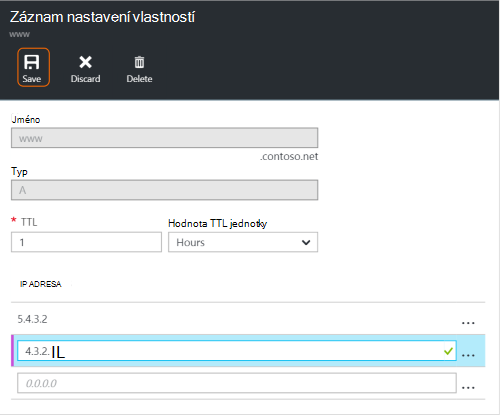 Záznam nastavení vlastností
www
Save Discard Delete
Jméno
www
.contoso.net
Typ
A
* TTL Hodnota TTL jednotky
1 Hours
IP ADRESA
5.4.3.2 ...
4.3.2.IL ...
0.0.0.0 ...